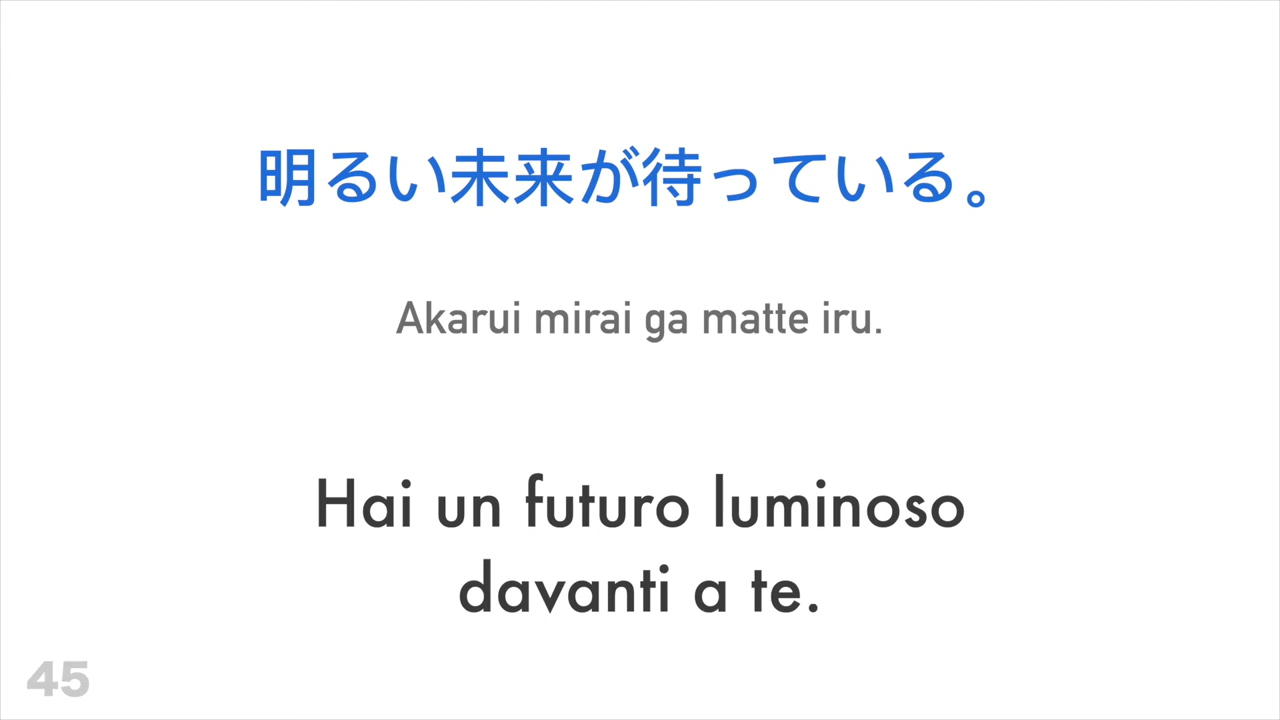 明るい未来が待っている。
Akarui mirai ga matte iru.
Hai un futuro luminoso
davanti a te.
45